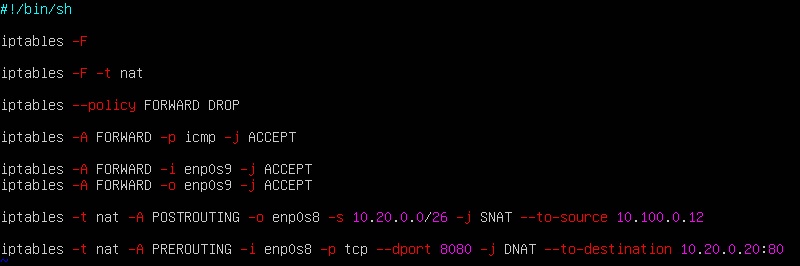 #!/bin/sh
iptables -F
iptables -F -t nat
iptables --policy FORWARD DROP
iptables -A FORWARD -p icmp -j ACCEPT
iptables -A FORWARD -i enp0s9 -j ACCEPT
iptables -A FORWARD -o enp0s9 -j ACCEPT
iptables -t nat -A POSTROUTING -o enp0s8 -s 10.20.0.0/26 -j SNAT --to-source 10.100.0.12
iptables -t nat -A PREROUTING -i enp0s8 -p tcp --dport 8080 -j DNAT --to-destination 10.20.0.20:80
~